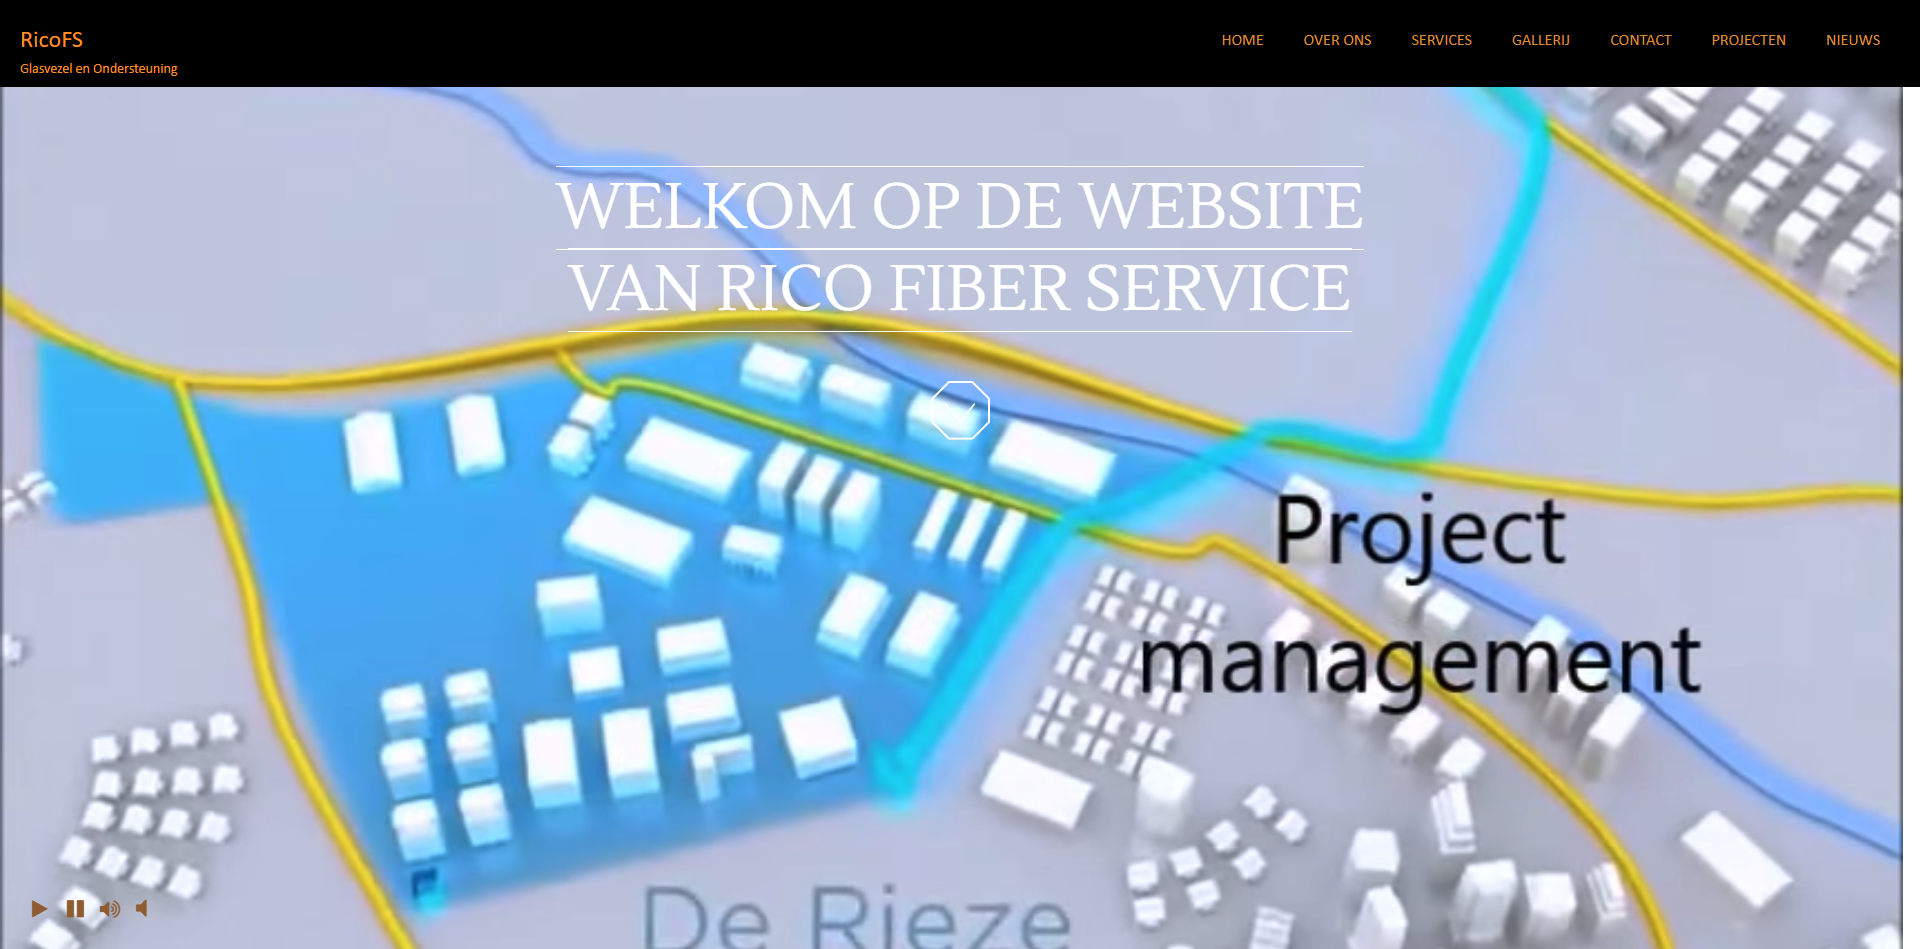 RicoFS
Glasvezel en Ondersteuning
HOME OVER ONS SERVICES GALLERIJ CONTACT PROJECTEN NIEUWS
WELKOM OP DE WEBSITE
VAN RICO FIBER SERVICE
Project
management
De Rieze